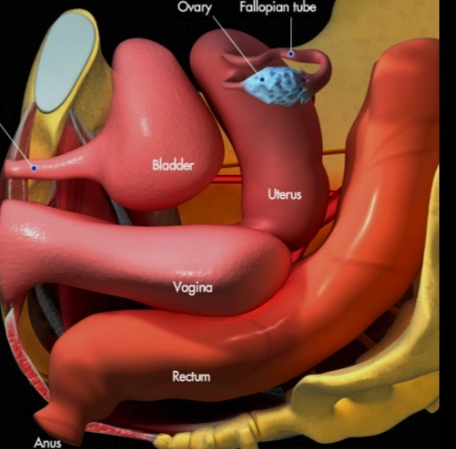 Ovary
Fallopian tube
Bladder
Uterus
Vagina
Rectum
Anus